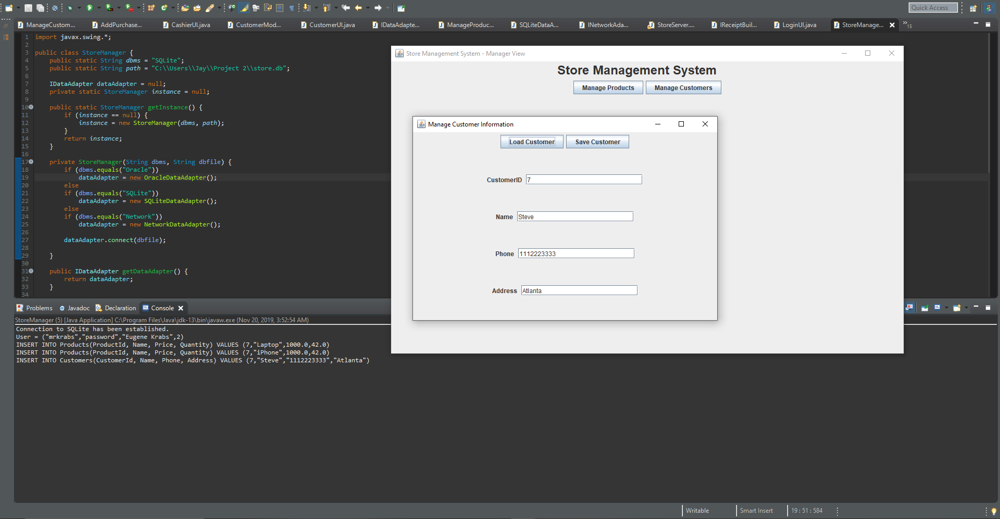 Quick Access
ManageCustom...
AddPurchase...
CashierUI.java
CustomerMod...
CustomerUI.java
IDataAdapte...
ManageProduc...
SQLiteDataA...
INetworkAda...
StoreServer....
IReceiptBuil...
LoginUI.java
StoreManage...
»15
1 import javax.swing.*;
2
3 public class StoreManager {
4     public static String dbms = "SQLite";
5     public static String path = "C:\\Users\\Jay\\Project 2\\store.db";
6
7     IDataAdapter dataAdapter = null;
8     private static StoreManager instance = null;
9
10     public static StoreManager getInstance() {
11         if (instance == null) {
12             instance = new StoreManager(dbms, path);
13         }
14         return instance;
15     }
16
17     private StoreManager(String dbms, String dbfile) {
18         if (dbms.equals("Oracle"))
19             dataAdapter = new OracleDataAdapter();
20         else
21         if (dbms.equals("SQLite"))
22             dataAdapter = new SQLiteDataAdapter();
23         else
24         if (dbms.equals("Network"))
25             dataAdapter = new NetworkDataAdapter();
26
27         dataAdapter.connect(dbfile);
28
29     }
30
31     public IDataAdapter getDataAdapter() {
32         return dataAdapter;
33     }
34
Store Management System - Manager View
Store Management System
Manage Products
Manage Customers
Manage Customer Information
Load Customer
Save Customer
CustomerID 7
Name Steve
Phone 1112223333
Address Atlanta
Problems
Javadoc
Declaration
Console
StoreManager (5) [Java Application] C:\Program Files\Java\jdk-13\bin\javaw.exe (Nov 20, 2019, 3:52:54 AM)
Connection to SQLite has been established.
User = ("mrkrabs","password","Eugene Krabs",2)
INSERT INTO Products(ProductId, Name, Price, Quantity) VALUES (7,"Laptop",1000.0,42.0)
INSERT INTO Products(ProductId, Name, Price, Quantity) VALUES (7,"iPhone",1000.0,42.0)
INSERT INTO Customers(CustomerId, Name, Phone, Address) VALUES (7,"Steve","1112223333","Atlanta")
Writable
Smart Insert
19 : 51 : 584